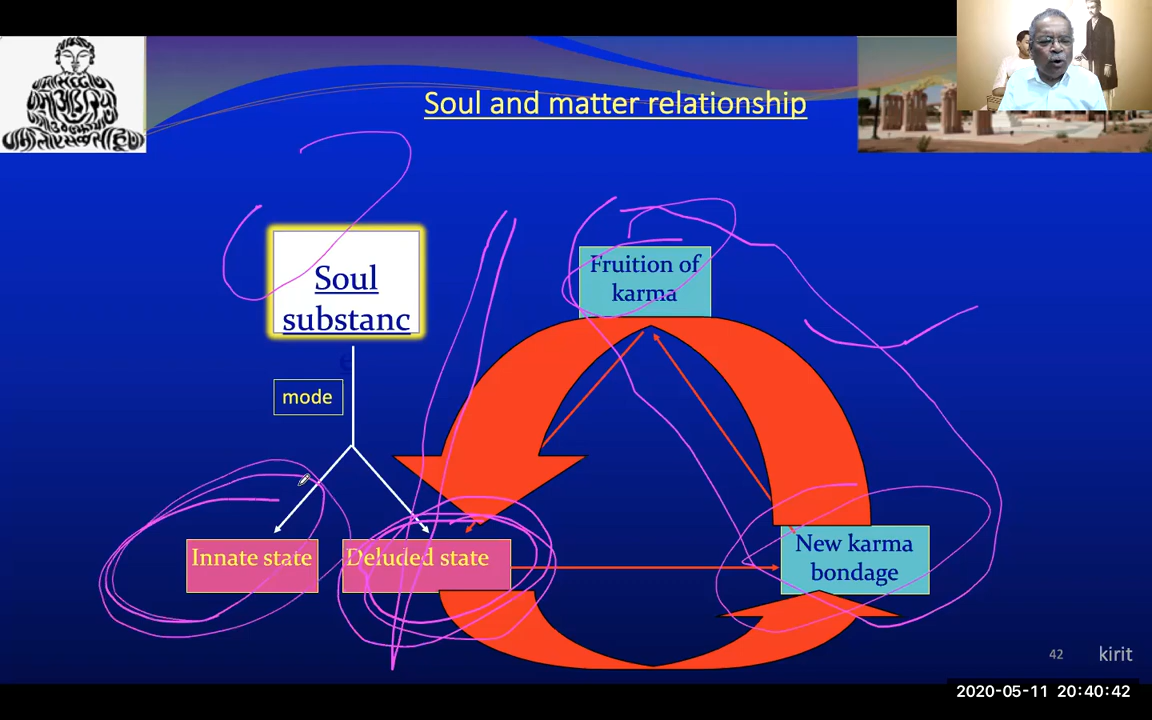 Soul and matter relationship
Soul
substanc
e
mode
Innate state
Deluded state
Fruition of
karma
New karma
bondage
42
kirit
2020-05-11 20:40:42